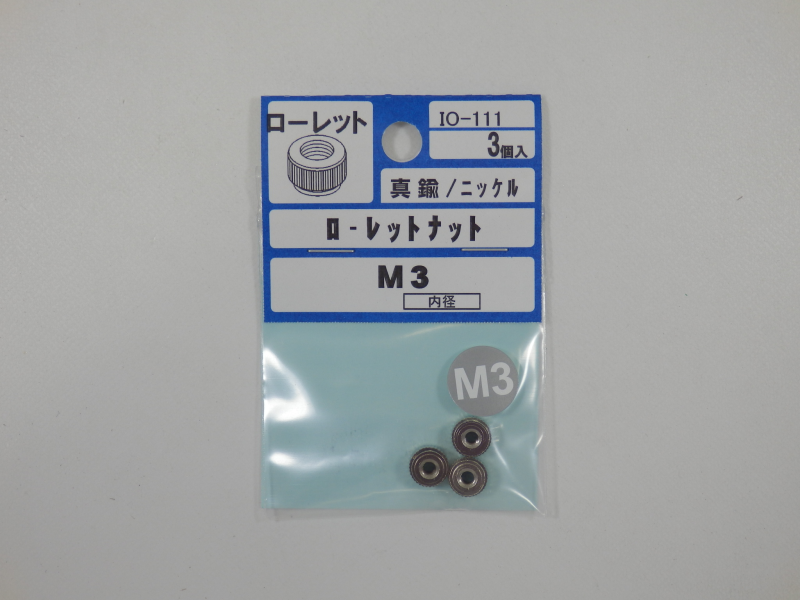 ローレット
IO-111
3個入
真鍮/ニッケル
ローレットナット
M3
内径
M3